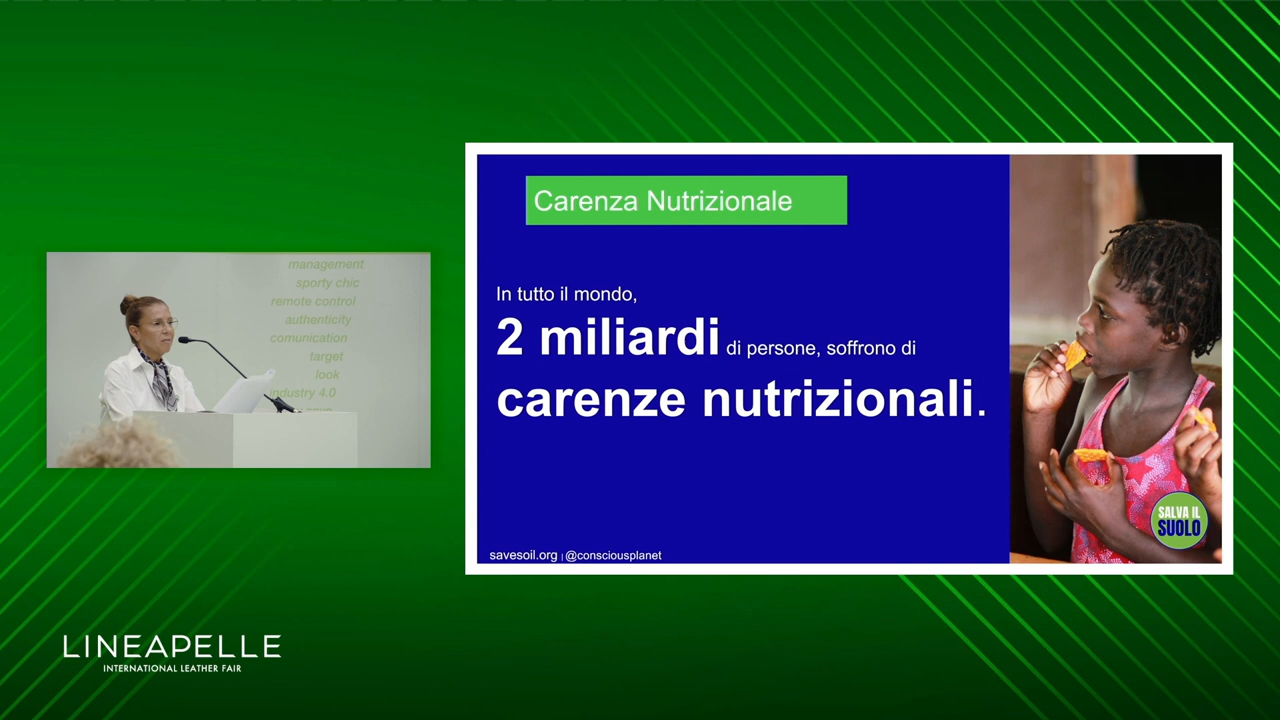 management
sporty chic
remote control
authenticity
comunication
target
look
industry 4.0
LINEAPELLE
INTERNATIONAL LEATHER FAIR
Carenza Nutrizionale
In tutto il mondo,
2 miliardi di persone, soffrono di
carenze nutrizionali.
savesoil.org | @consciousplanet
SALVA IL
SUOLO